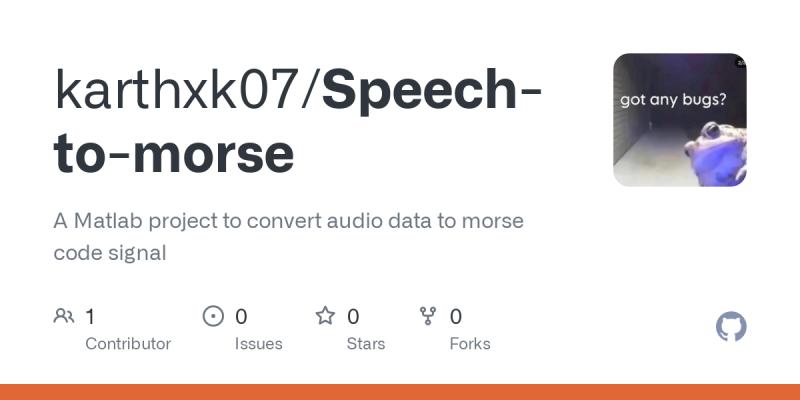 karthxk07/Speech-
to-morse
got any bugs?
A Matlab project to convert audio data to morse
code signal
1
Contributor
0
Issues
0
Stars
0
Forks